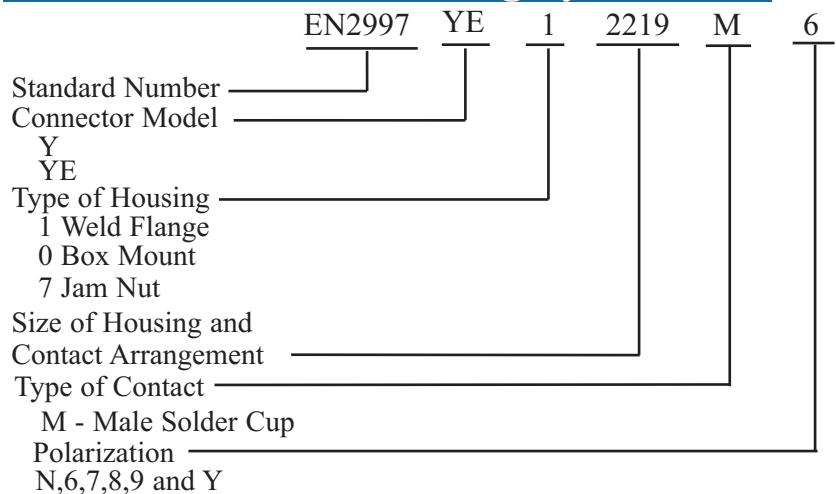 EN2997 YE 1 2219 M 6
Standard Number
Connector Model
Y
YE
Type of Housing
1 Weld Flange
0 Box Mount
7 Jam Nut
Size of Housing and
Contact Arrangement
Type of Contact
M - Male Solder Cup
Polarization
N,6,7,8,9 and Y